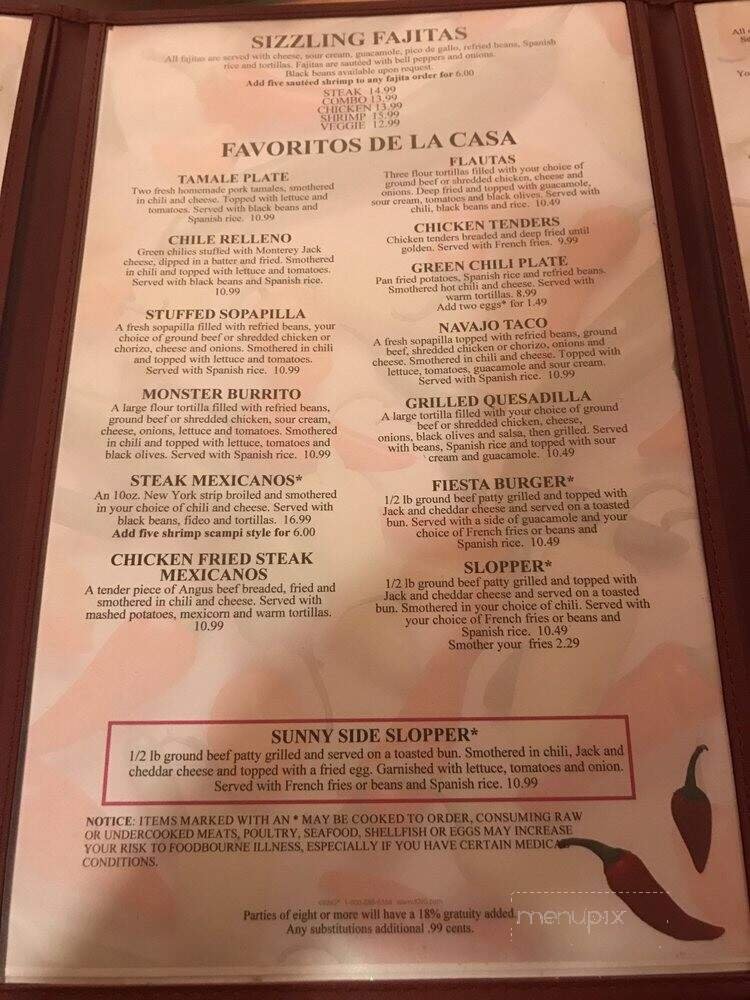 SIZZLING FAJITAS
All fajitas are served with cheese, sour cream, guacamole, pico de gallo, refried beans, Spanish
rice and tortillas. Fajitas are sautéed with bell peppers and onions.
Black beans available upon request.
Add five sautéed shrimp to any fajita order for 6.00
STEAK 14.99
COMBO 13.99
CHICKEN 13.99
SHRIMP 15.99
VEGGIE 12.99
FAVORITOS DE LA CASA
TAMALE PLATE
Two fresh homemade pork tamales, smothered
in chili and cheese. Topped with lettuce and
tomatoes. Served with black beans and
Spanish rice. 10.99
CHILE RELLENO
Green chilies stuffed with Monterey Jack
cheese, dipped in a batter and fried. Smothered
in chili and topped with lettuce and tomatoes.
Served with black beans and Spanish rice.
10.99
STUFFED SOPAPILLA
A fresh sopapilla filled with refried beans, your
choice of ground beef or shredded chicken or
chorizo, cheese and onions. Smothered in chili
and topped with lettuce and tomatoes.
Served with Spanish rice. 10.99
MONSTER BURRITO
A large flour tortilla filled with refried beans,
ground beef or shredded chicken, sour cream,
cheese, onions, lettuce and tomatoes. Smothered
in chili and topped with lettuce, tomatoes and
black olives. Served with Spanish rice. 10.99
STEAK MEXICANOS*
An 10oz. New York strip broiled and smothered
in your choice of chili and cheese. Served with
black beans, fideo and tortillas. 16.99
Add five shrimp scampi style for 6.00
CHICKEN FRIED STEAK
MEXICANOS
A tender piece of Angus beef breaded, fried and
smothered in chili and cheese. Served with
mashed potatoes, mexicorn and warm tortillas.
10.99
FLAUTAS
Three flour tortillas filled with your choice of
ground beef or shredded chicken, cheese and
onions. Deep fried and topped with guacamole,
sour cream, tomatoes and black olives. Served with
chili, black beans and rice. 10.49
CHICKEN TENDERS
Chicken tenders breaded and deep fried until
golden. Served with French fries. 9.99
GREEN CHILI PLATE
Pan fried potatoes, Spanish rice and refried beans.
Smothered hot chili and cheese. Served with
warm tortillas. 8.99
Add two eggs* for 1.49
NAVAJO TACO
A fresh sopapilla topped with refried beans, ground
beef, shredded chicken or chorizo, onions and
cheese. Smothered in chili and cheese. Topped with
lettuce, tomatoes, guacamole and sour cream.
Served with Spanish rice. 10.99
GRILLED QUESADILLA
A large tortilla filled with your choice of ground
beef or shredded chicken, cheese,
onions, black olives and salsa, then grilled. Served
with beans, Spanish rice and topped with sour
cream and guacamole. 10.49
FIESTA BURGER*
1/2 lb ground beef patty grilled and topped with
Jack and cheddar cheese and served on a toasted
bun. Served with a side of guacamole and your
choice of French fries or beans and
Spanish rice. 10.49
SLOPPER*
1/2 lb ground beef patty grilled and topped with
Jack and cheddar cheese and served on a toasted
bun. Smothered in your choice of chili. Served with
your choice of French fries or beans and
Spanish rice. 10.49
Smother your fries 2.29
SUNNY SIDE SLOPPER*
1/2 lb ground beef patty grilled and served on a toasted bun. Smothered in chili, Jack and
cheddar cheese and topped with a fried egg. Garnished with lettuce, tomatoes and onion.
Served with French fries or beans and Spanish rice. 10.99
NOTICE: ITEMS MARKED WITH AN * MAY BE COOKED TO ORDER, CONSUMING RAW
OR UNDERCOOKED MEATS, POULTRY, SEAFOOD, SHELLFISH OR EGGS MAY INCREASE
YOUR RISK TO FOODBOURNE ILLNESS, ESPECIALLY IF YOU HAVE CERTAIN MEDICAL
CONDITIONS.
Parties of eight or more will have a 18% gratuity added.
Any substitutions additional .99 cents.
menupix
All
Yo